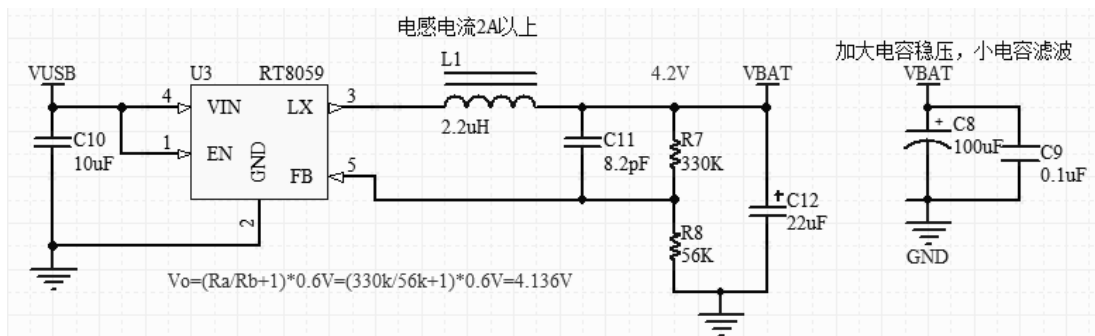 电感电流2A以上
加大电容稳压，小电容滤波
VUSB
U3
RT8059
L1
4.2V
VBAT
VBAT
4
VIN
LX
3
2.2uH
C10
10uF
1
EN
GND
FB
5
2
C11
8.2pF
R7
330K
C12
22uF
R8
56K
+
C8
100uF
C9
0.1uF
GND
Vo=(Ra/Rb+1)*0.6V=(330k/56k+1)*0.6V=4.136V